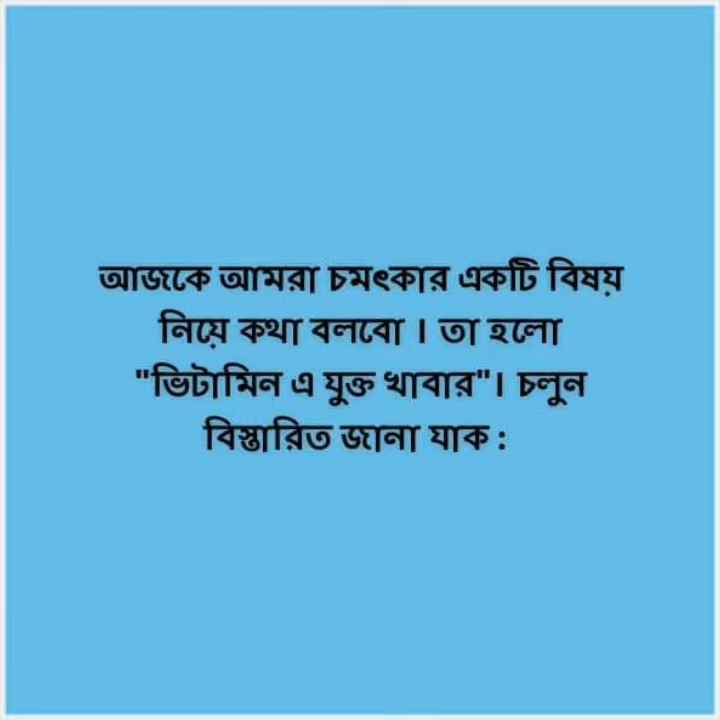 আজকে আমরা চমৎকার একটি বিষয়
নিয়ে কথা বলবো । তা হলো
"ভিটামিন এ যুক্ত খাবার"। চলুন
বিস্তারিত জানা যাক :